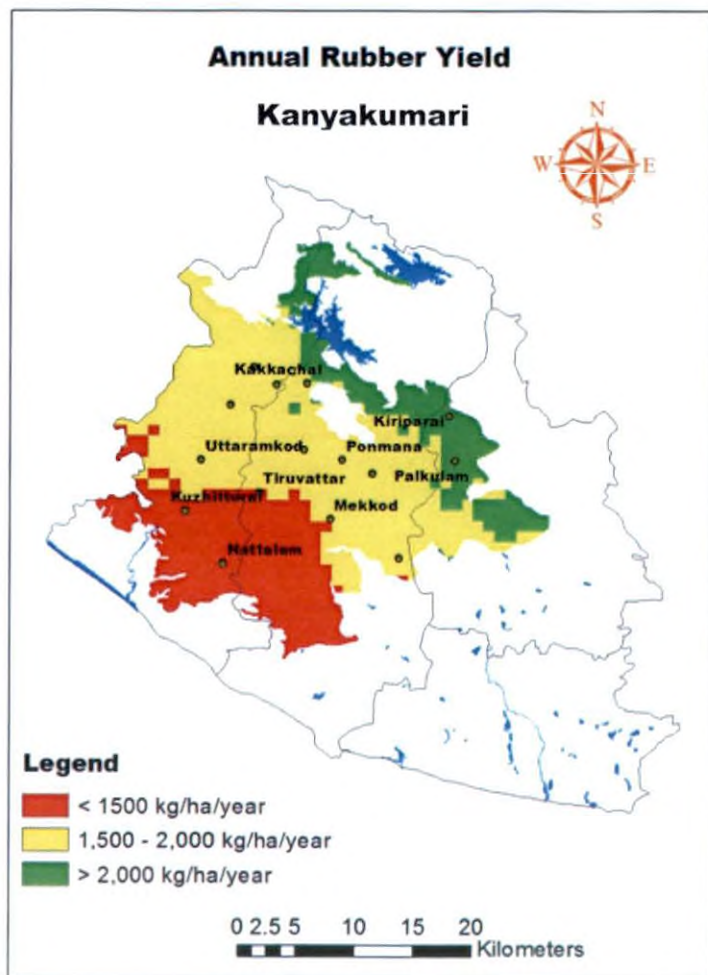 Annual Rubber Yield
Kanyakumari
N
W E
S
Kakkachal
Kiriparai
Uttaramkod
Ponmana
Tiruvattar
Palkulam
Kuzhitturai
Mekkod
Nattalam
Legend
< 1500 kg/ha/year
1,500 - 2,000 kg/ha/year
> 2,000 kg/ha/year
0 2.5 5 10 15 20
Kilometers